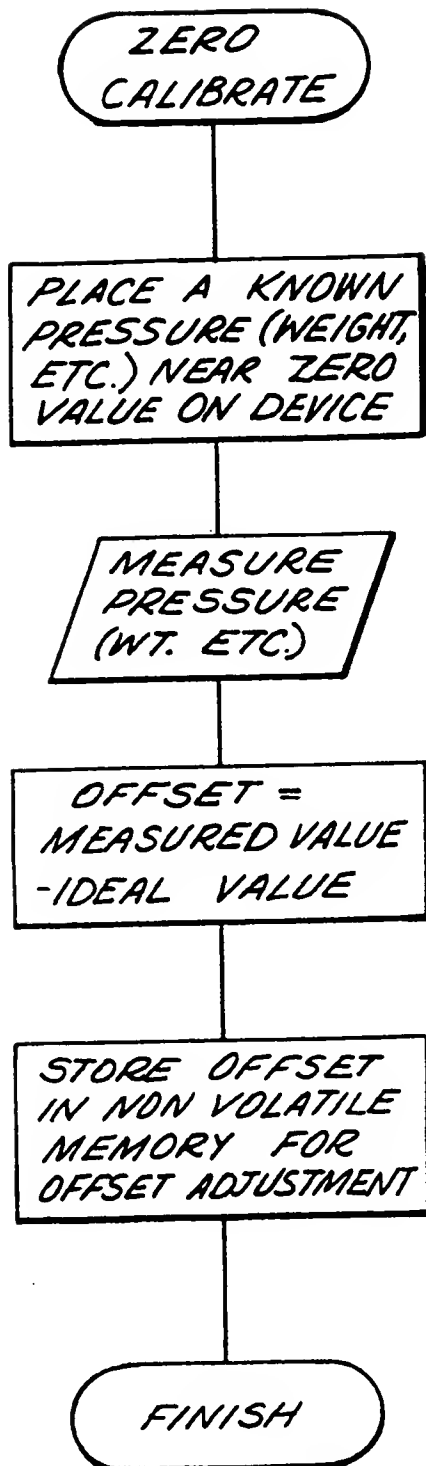 ZERO
CALIBRATE
PLACE A KNOWN
PRESSURE (WEIGHT,
ETC.) NEAR ZERO
VALUE ON DEVICE
MEASURE
PRESSURE
(WT. ETC.)
OFFSET =
MEASURED VALUE
-IDEAL VALUE
STORE OFFSET
IN NON VOLATILE
MEMORY FOR
OFFSET ADJUSTMENT
FINISH